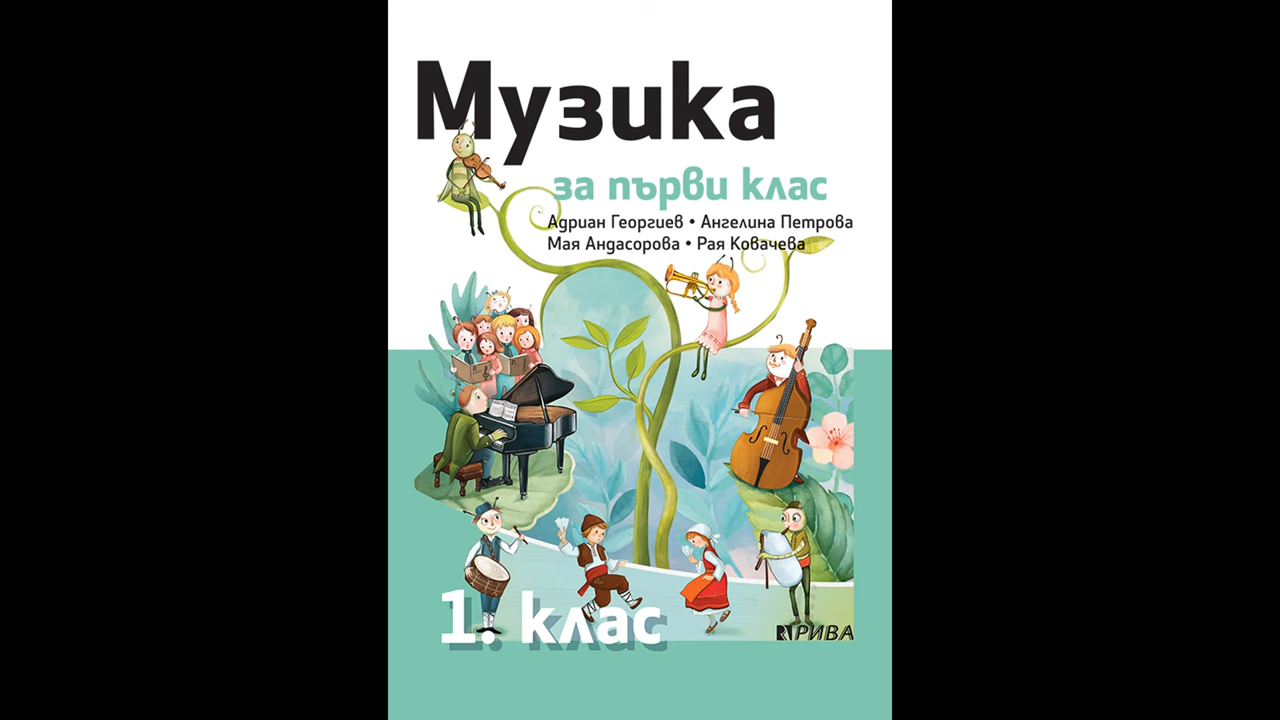 Музика
за първи клас
Адриан Георгиев • Ангелина Петрова
Мая Андасорова • Рая Ковачева
1. клас
РИВА